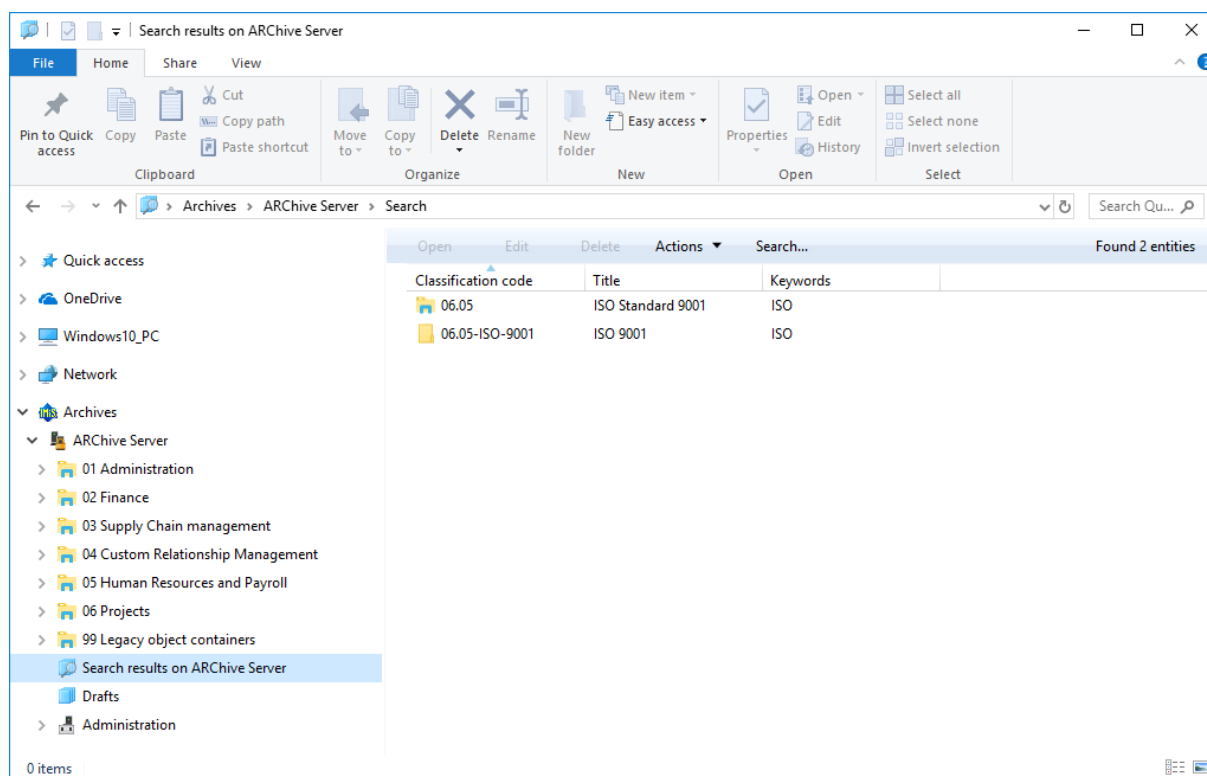 Search results on ARChive Server
File Home Share View
Pin to Quick access
Copy
Paste
Cut
Copy path
Paste shortcut
Clipboard
Move to
Copy to
Delete
Rename
Organize
New folder
New item
Easy access
New
Properties
Open
Edit
History
Open
Select all
Select none
Invert selection
Select
Archives > ARChive Server > Search
Search Qu...
Open Edit Delete Actions Search... Found 2 entities
Classification code Title Keywords
06.05 ISO Standard 9001 ISO
06.05-ISO-9001 ISO 9001 ISO
Quick access
OneDrive
Windows10_PC
Network
Archives
ARChive Server
01 Administration
02 Finance
03 Supply Chain management
04 Custom Relationship Management
05 Human Resources and Payroll
06 Projects
99 Legacy object containers
Search results on ARChive Server
Drafts
Administration
0 items